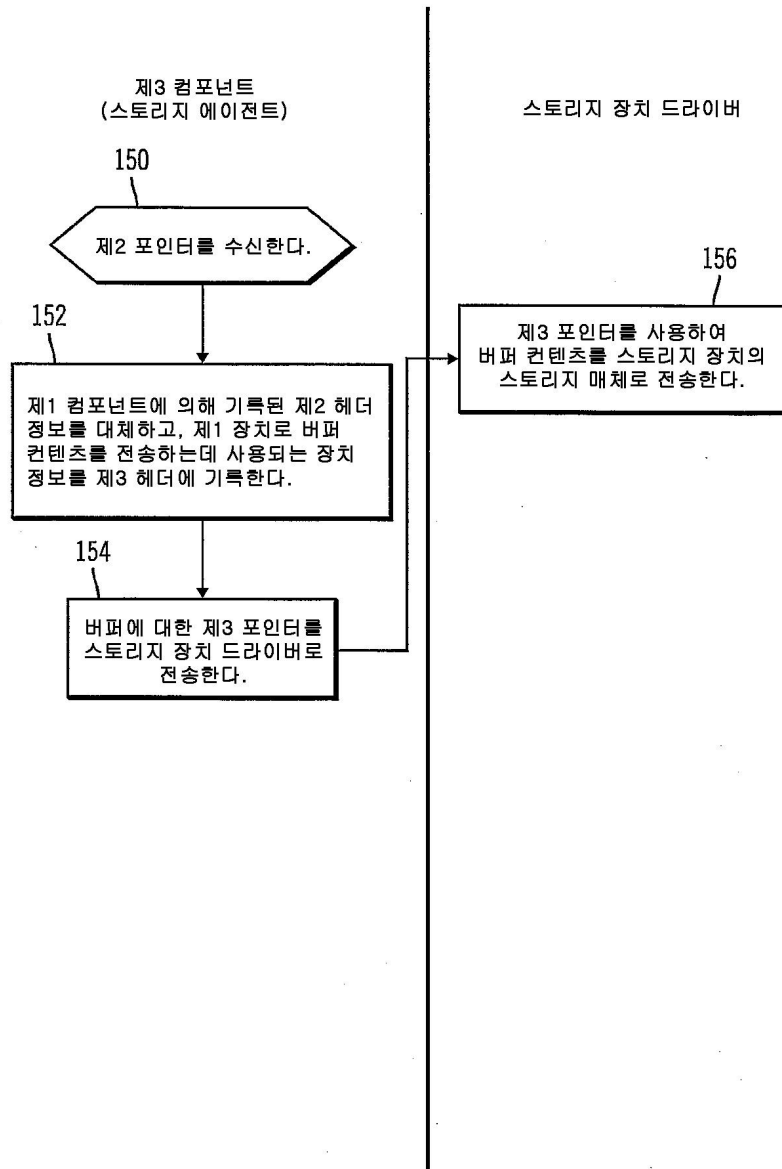 제3 컴포넌트
(스토리지 에이전트)
스토리지 장치 드라이버
150
제2 포인터를 수신한다.
152
제1 컴포넌트에 의해 기록된 제2 헤더
정보를 대체하고, 제1 장치로 버퍼
컨텐츠를 전송하는데 사용되는 장치
정보를 제3 헤더에 기록한다.
154
버퍼에 대한 제3 포인터를
스토리지 장치 드라이버로
전송한다.
156
제3 포인터를 사용하여
버퍼 컨텐츠를 스토리지 장치의
스토리지 매체로 전송한다.